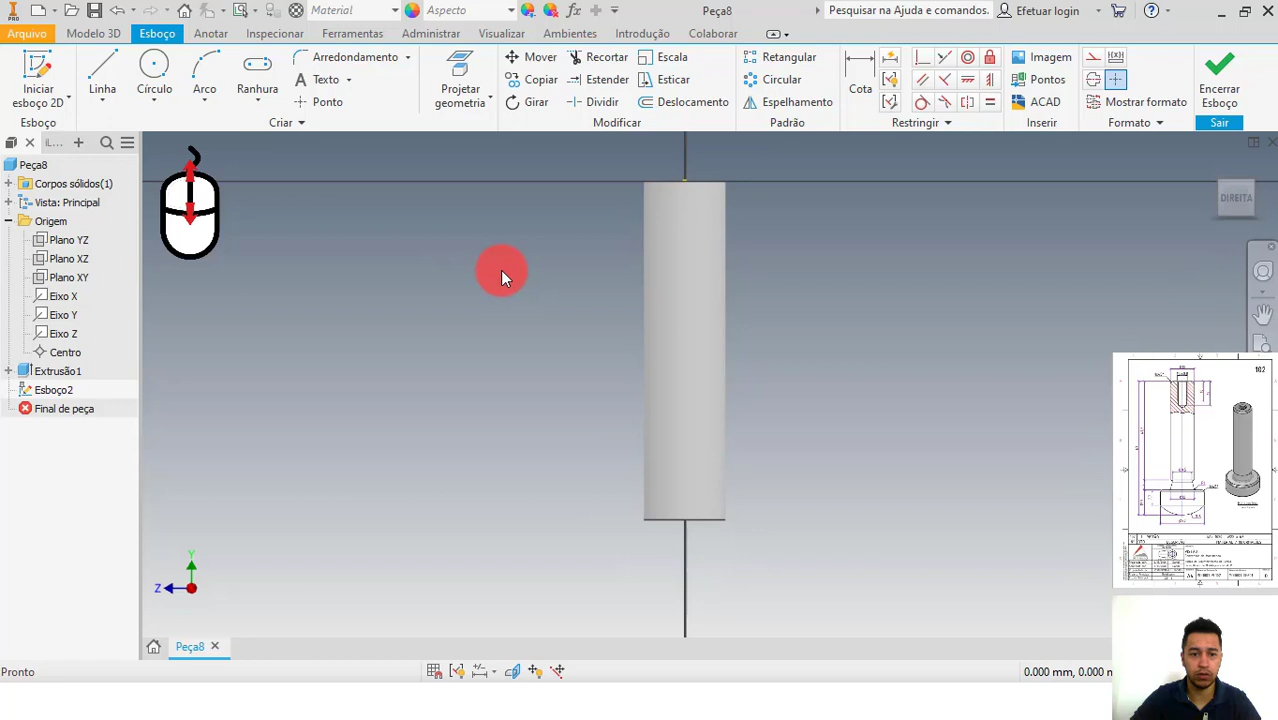 Material
Aspecto
Peça8
Pesquisar na Ajuda e comandos.
Efetuar login
Arquivo
Modelo 3D
Esboço
Anotar
Inspecionar
Ferramentas
Administrar
Visualizar
Ambientes
Introdução
Colaborar
Iniciar
esboço 2D
Linha
Círculo
Arco
Ranhura
Arredondamento
Texto
Ponto
Projetar
geometria
Mover
Copiar
Girar
Recortar
Estender
Dividir
Escala
Esticar
Deslocamento
Retangular
Circular
Espelhamento
Cota
Imagem
Pontos
ACAD
Mostrar formato
Encerrar
Esboço
Esboço
Criar
Modificar
Padrão
Restringir
Inserir
Formato
Sair
Peça8
Corpos sólidos(1)
Vista: Principal
Origem
Plano YZ
Plano XZ
Plano XY
Eixo X
Eixo Y
Eixo Z
Centro
Extrusão1
Esboço2
Final de peça
DIREITA
102
Y
Z
Peça8
Pronto
0.000 mm, 0.000 m